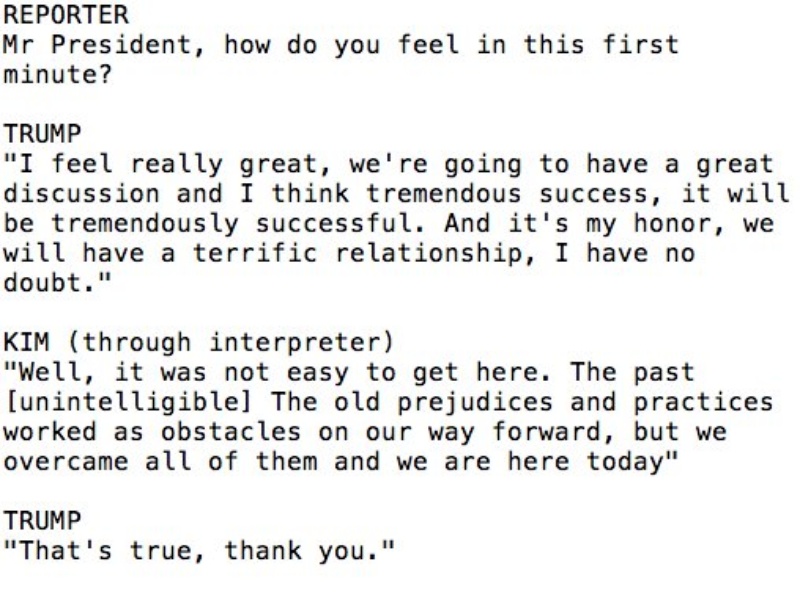 REPORTER
Mr President, how do you feel in this first
minute?
TRUMP
"I feel really great, we're going to have a great
discussion and I think tremendous success, it will
be tremendously successful. And it's my honor, we
will have a terrific relationship, I have no
doubt."
KIM (through interpreter)
"Well, it was not easy to get here. The past
[unintelligible] The old prejudices and practices
worked as obstacles on our way forward, but we
overcame all of them and we are here today"
TRUMP
"That's true, thank you."